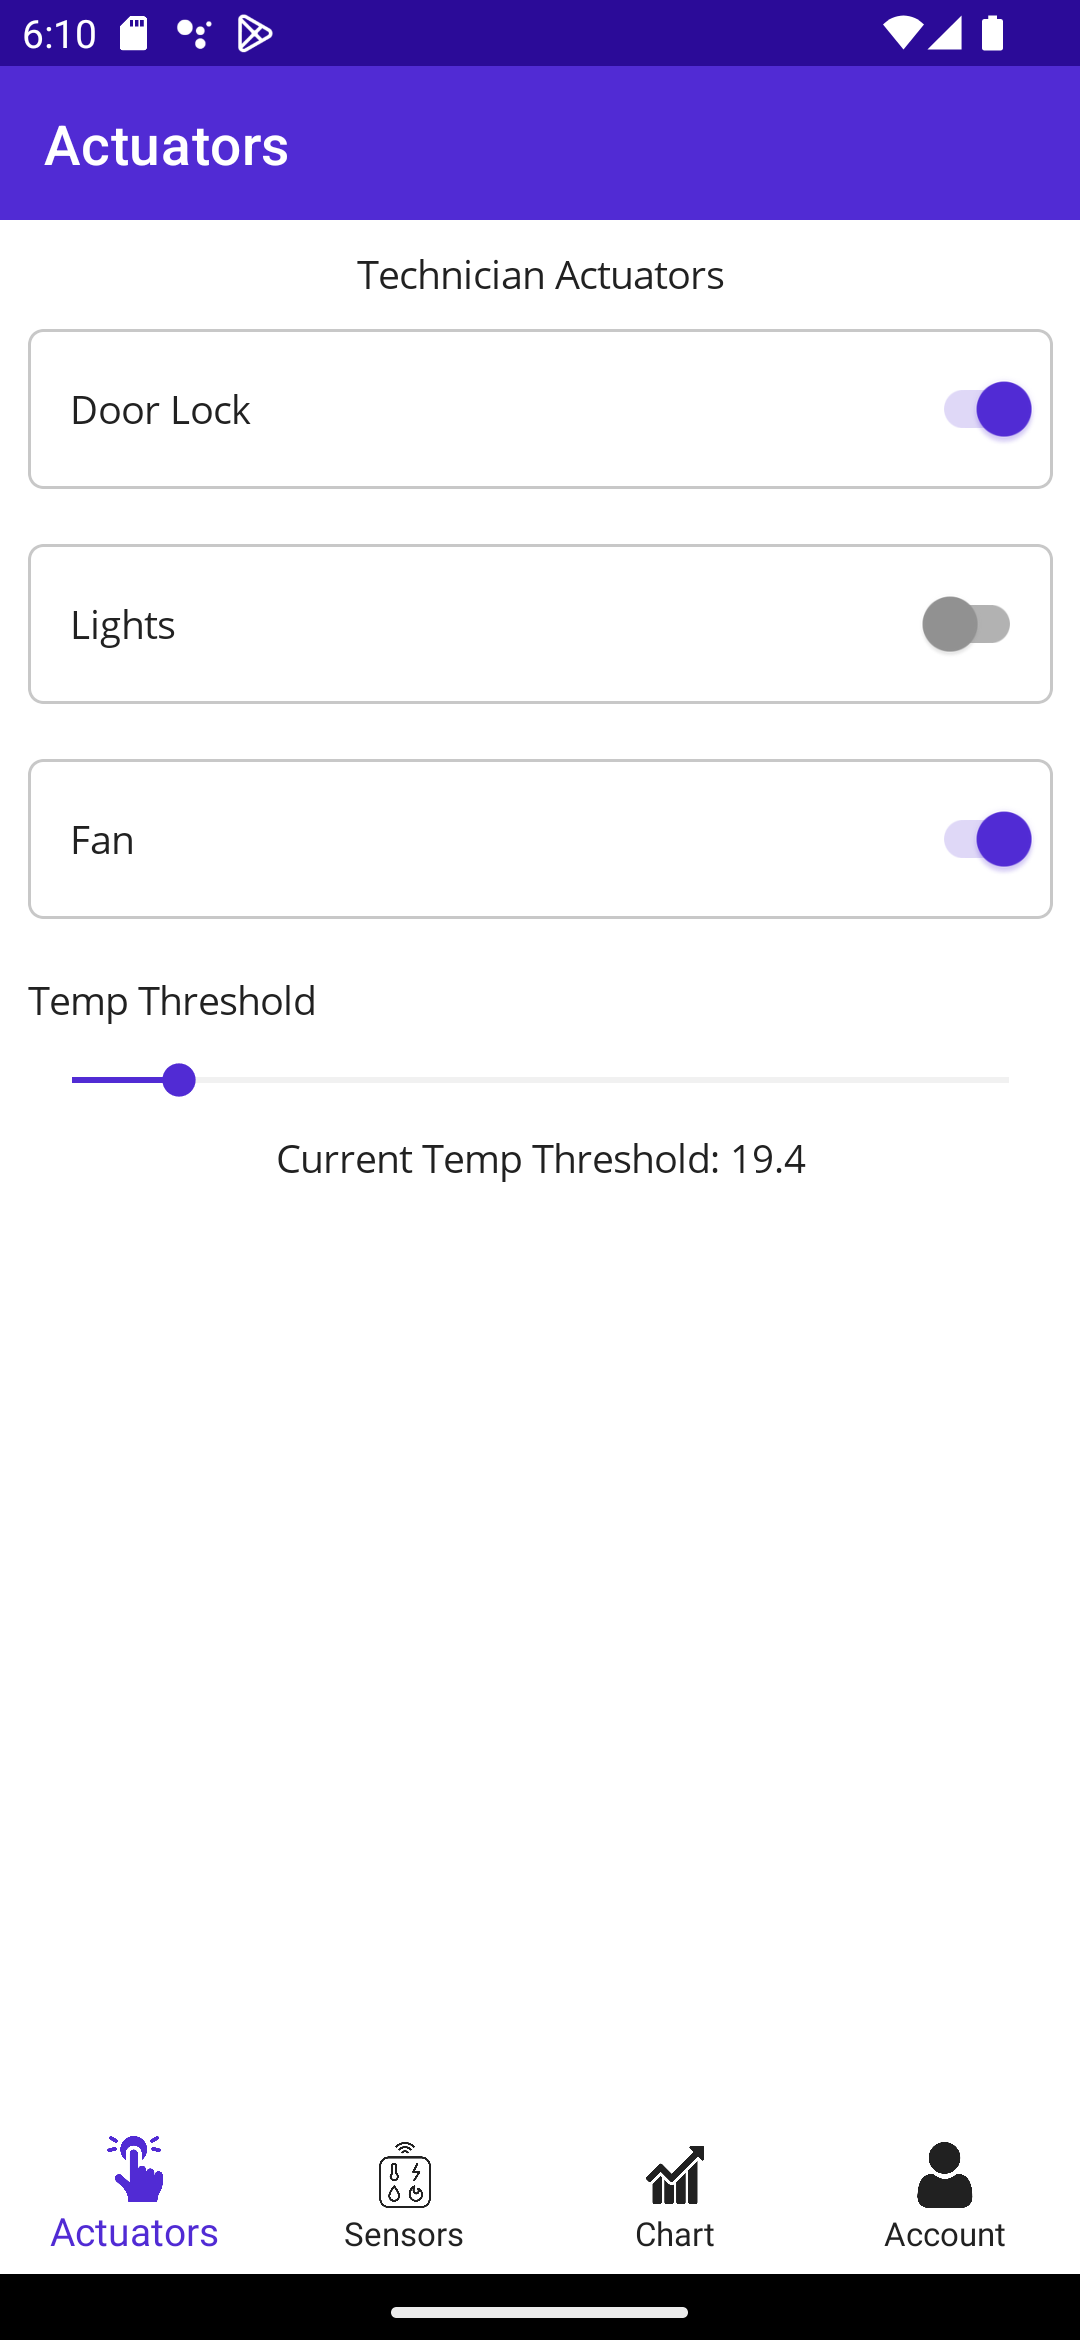 6:10
Actuators
Technician Actuators
Door Lock
Lights
Fan
Temp Threshold
Current Temp Threshold: 19.4
Actuators
Sensors
Chart
Account